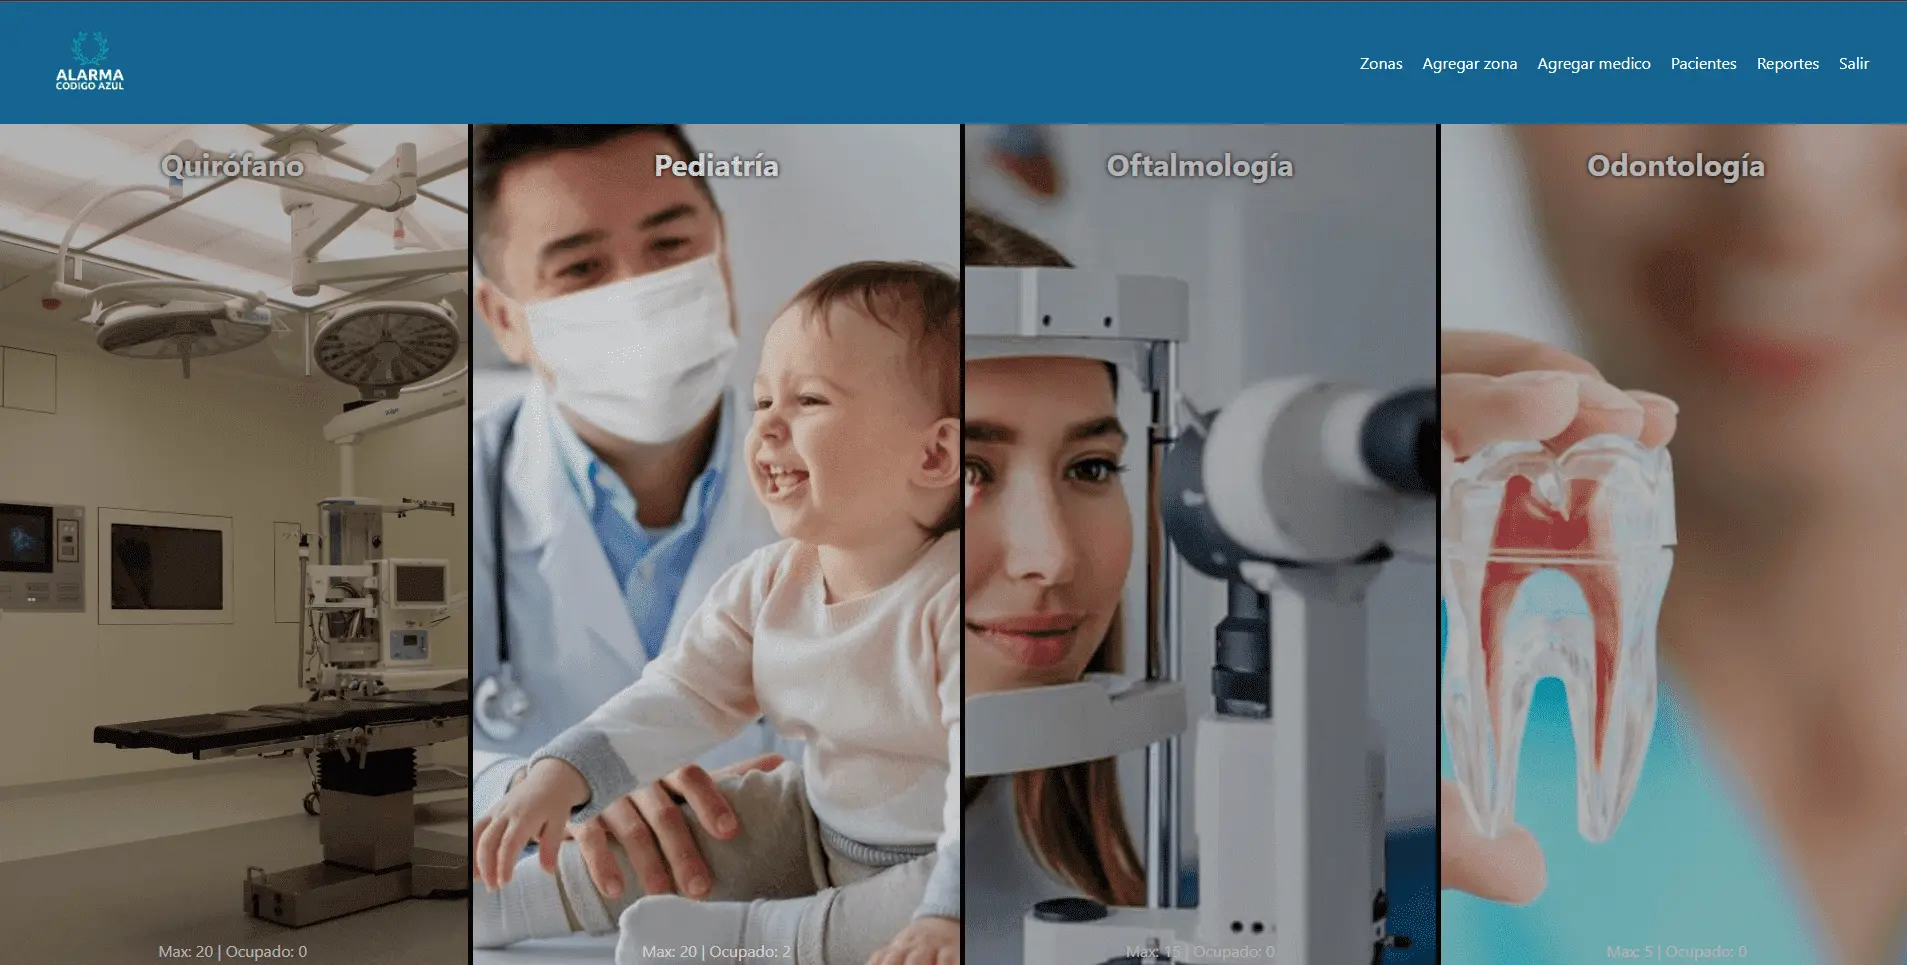 ALARMA
CODIGO AZUL
Zonas Agregar zona Agregar medico Pacientes Reportes Salir
Quirófano
Pediatría
Oftalmología
Odontología
Max: 20 | Ocupado: 0
Max: 20 | Ocupado: 2
Max: 15 | Ocupado: 0
Max: 5 | Ocupado: 0